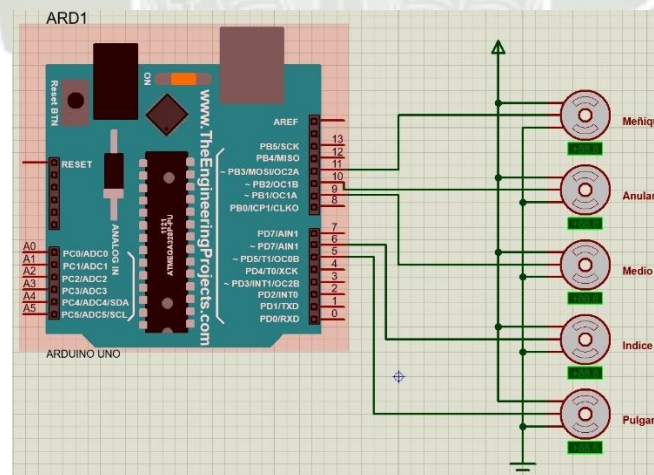 ARD1
Reset BTN
ON
www.TheEngineeringProjects.com
RESET
ANALOG IN
1121
ATMEGA328P-PU
A0
A1
A2
A3
A4
A5
PC0/ADC0
PC1/ADC1
PC2/ADC2
PC3/ADC3
PC4/ADC4/SDA
PC5/ADC5/SCL
AREF
PB5/SCK 13
PB4/MISO 12
~ PB3/MOSI/OC2A 11
~ PB2/OC1B 10
~ PB1/OC1A 9
PB0/ICP1/CLKO 8
PD7/AIN1 7
~ PD7/AIN1 6
~ PD5/T1/OC0B 5
PD4/T0/XCK 4
~ PD3/INT1/OC2B 3
PD2/INT0 2
PD1/TXD 1
PD0/RXD 0
ARDUINO UNO
Meñiq
Anular
Medio
Indice
Pulgar